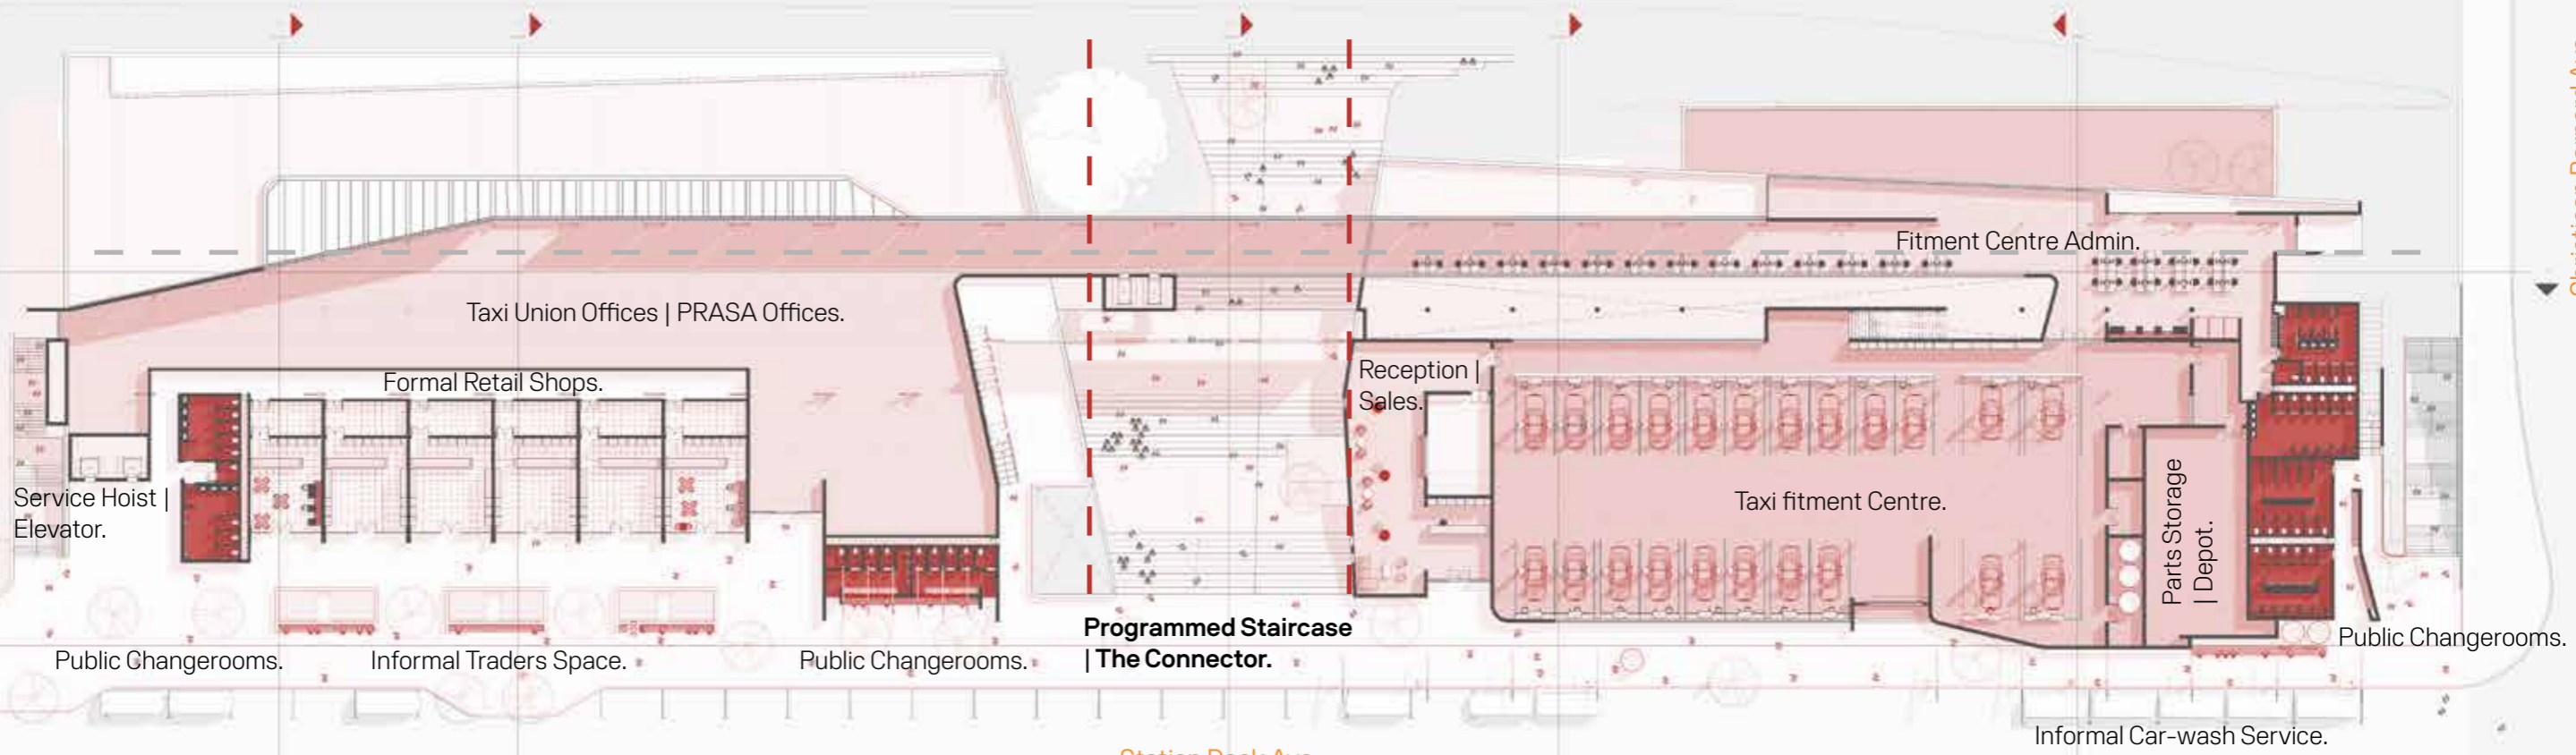 Fitment Centre Admin.
Taxi Union Offices | PRASA Offices.
Formal Retail Shops.
Reception |
Sales.
Service Hoist |
Elevator.
Taxi fitment Centre.
Parts Storage
| Depot.
Programmed Staircase
| The Connector.
Public Changerooms.
Informal Traders Space.
Public Changerooms.
Public Changerooms.
Informal Car-wash Service.